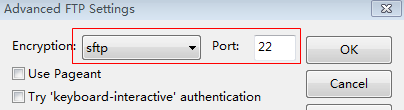 Advanced FTP Settings
Encryption: sftp Port: 22 OK
Use Pageant Cancel
Try 'keyboard-interactive' authentication